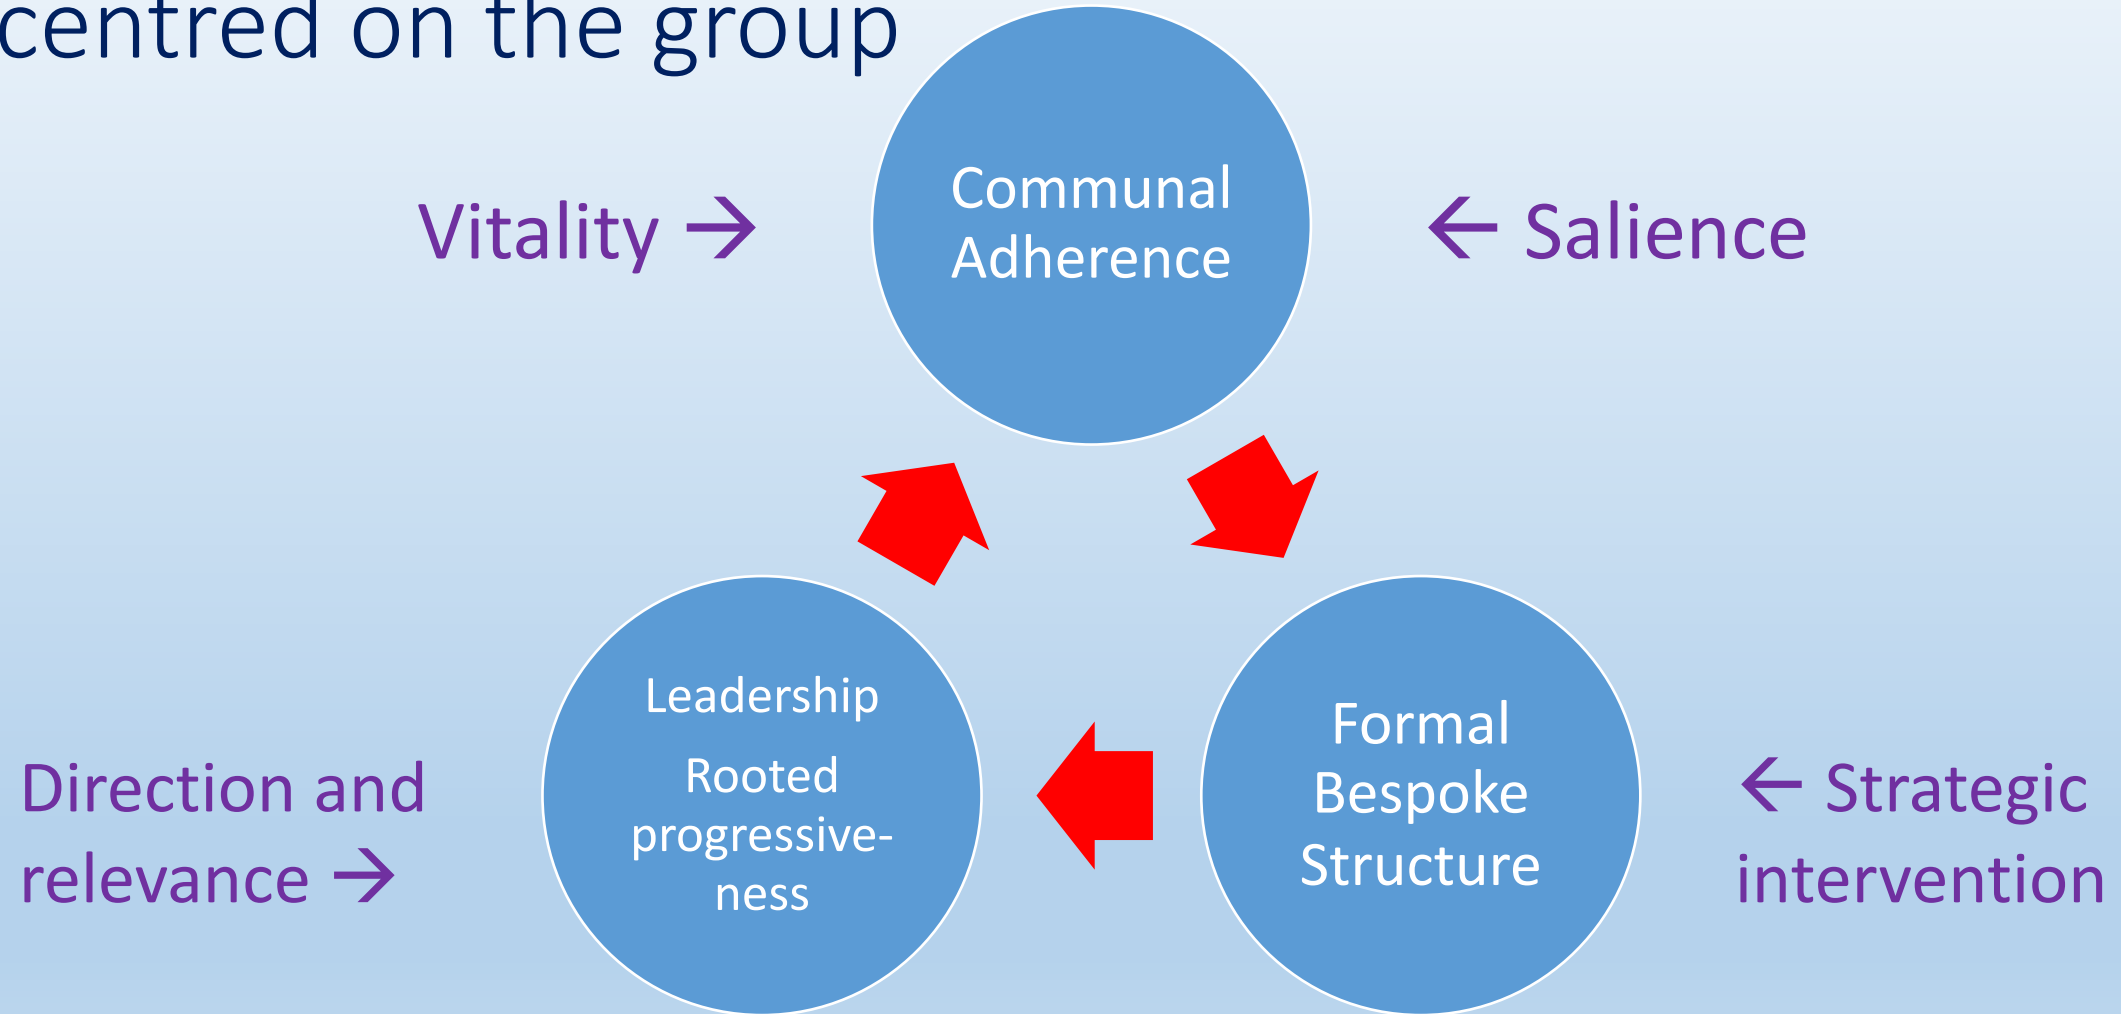 centred on the group
Communal
Adherence
Vitality →
← Salience
Leadership
Rooted
progressive-
ness
Formal
Bespoke
Structure
Direction and
relevance →
← Strategic
intervention